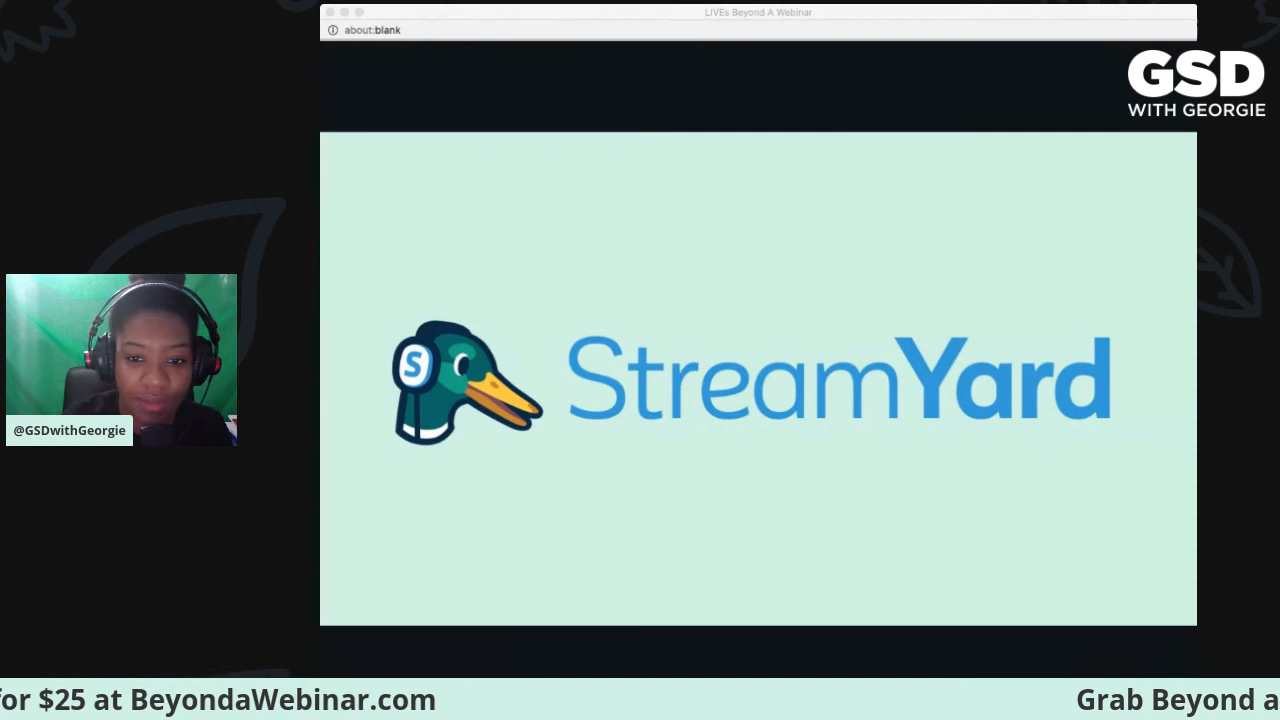 LIVEs Beyond A Webinar
about:blank
GSD
WITH GEORGIE
S
StreamYard
@GSDwithGeorgie
for $25 at BeyondaWebinar.com
Grab Beyond a